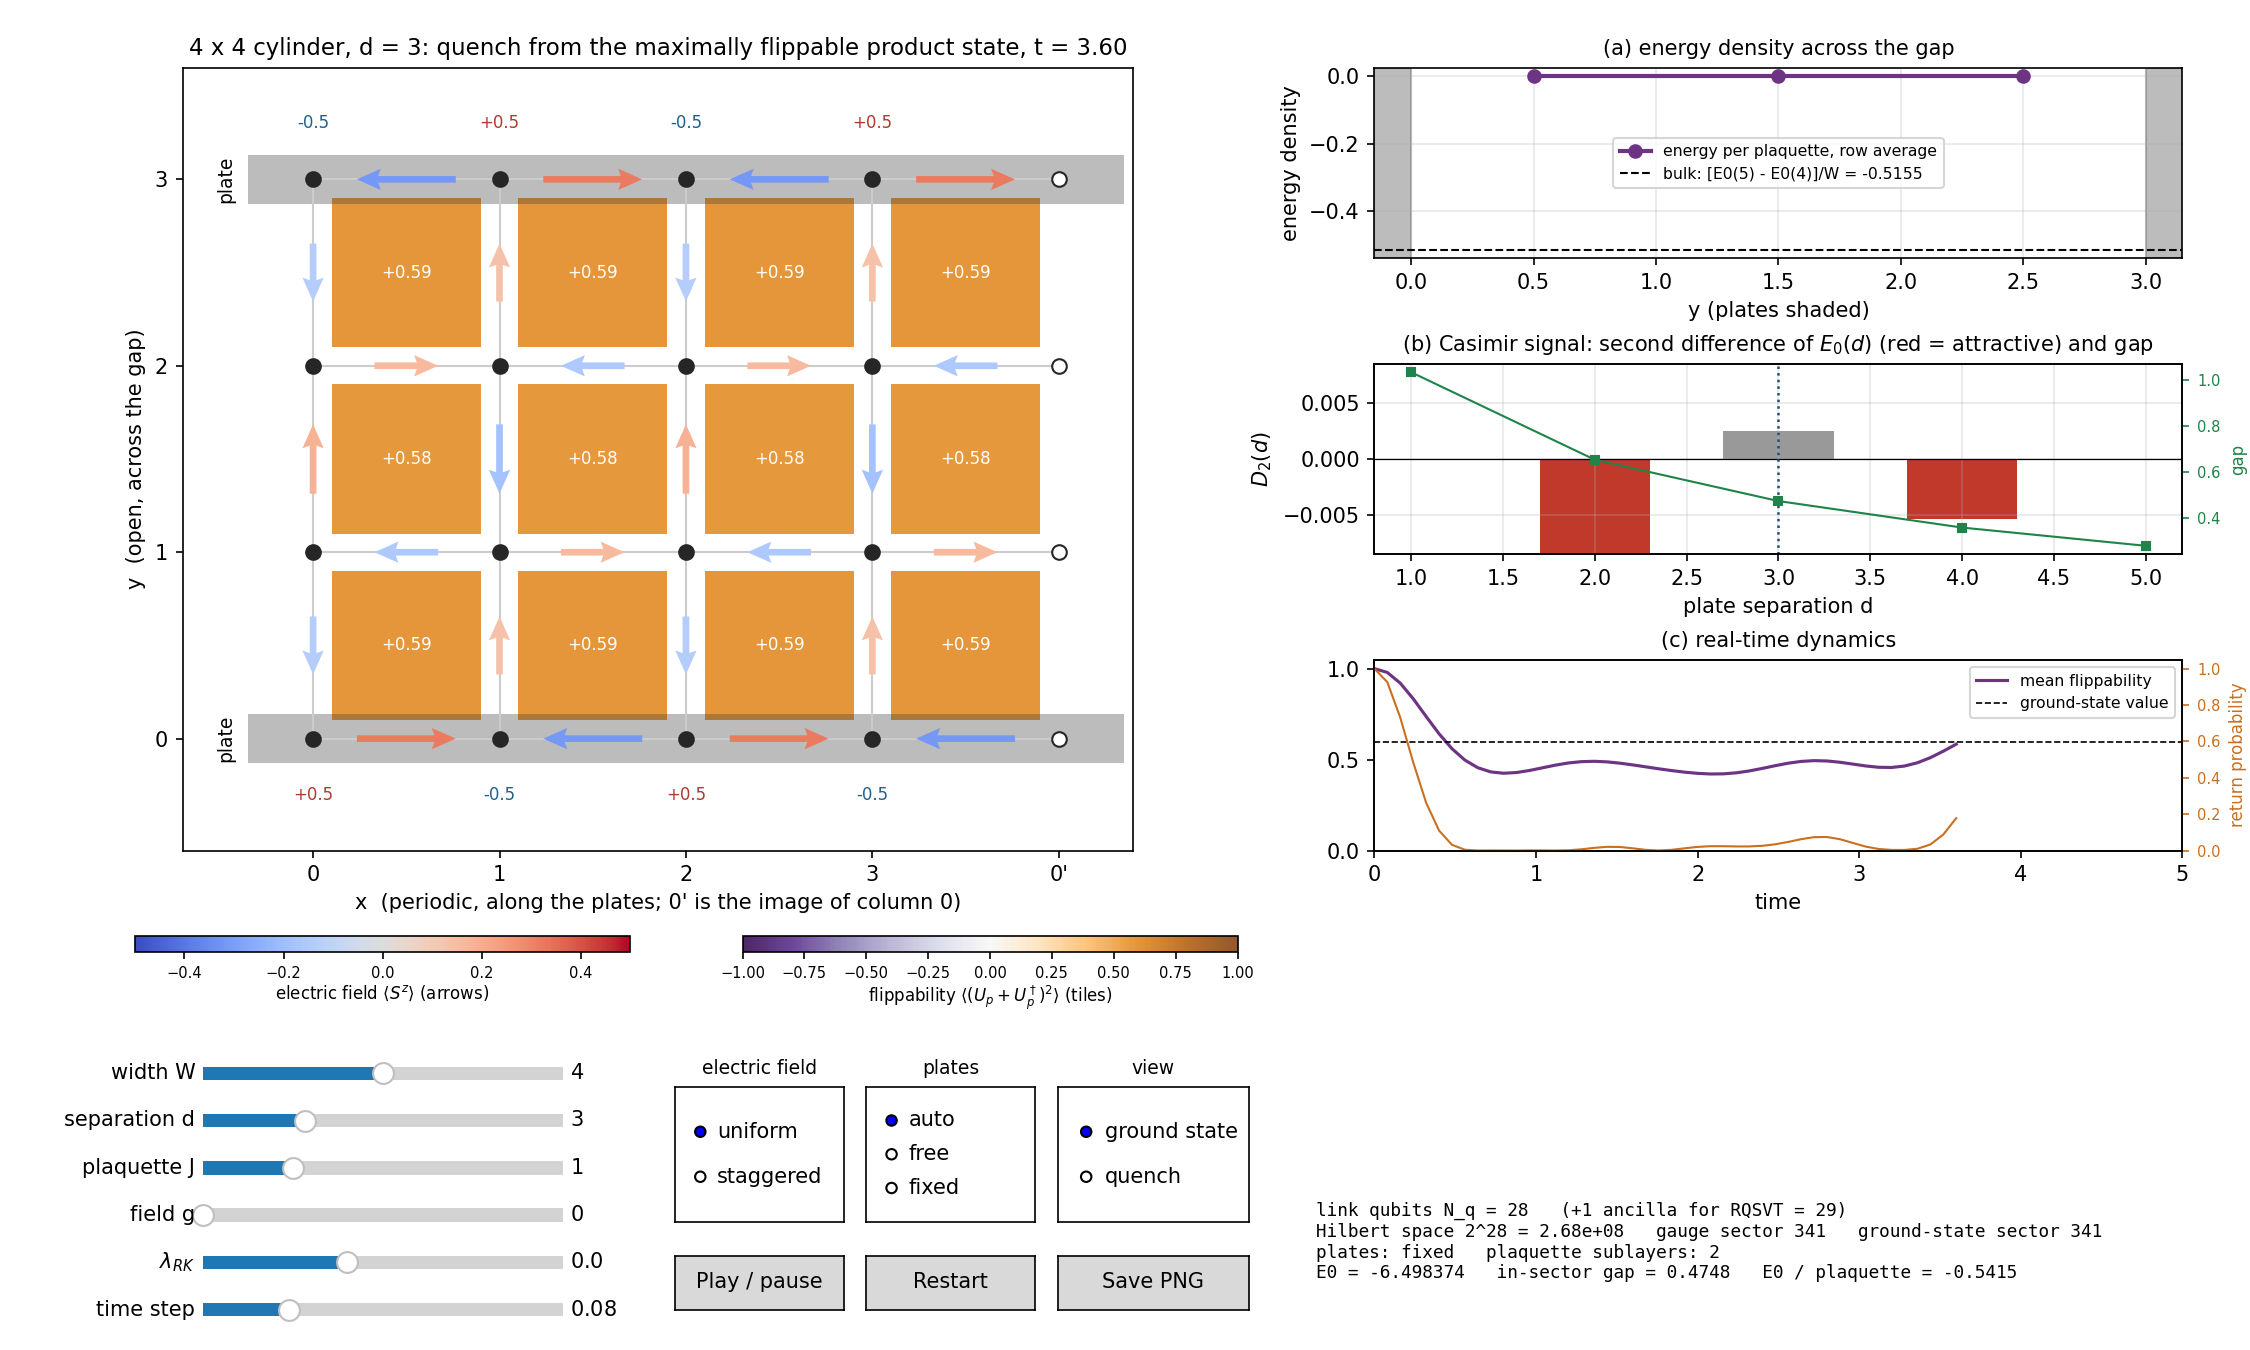 4 x 4 cylinder, d = 3: quench from the maximally flippable product state, t = 3.60
-0.5 +0.5 -0.5 +0.5
plate
3
+0.59 +0.59 +0.59 +0.59
2
+0.58 +0.58 +0.58 +0.58
1
+0.59 +0.59 +0.59 +0.59
plate
0
+0.5 -0.5 +0.5 -0.5
y (open, across the gap)
0 1 2 3 0'
x (periodic, along the plates; 0' is the image of column 0)
−0.4 −0.2 0.0 0.2 0.4
electric field ⟨S^z⟩ (arrows)
−1.00 −0.75 −0.50 −0.25 0.00 0.25 0.50 0.75 1.00
flippability ⟨(U_p + U_p^†)^2⟩ (tiles)
(a) energy density across the gap
0.0
−0.2
−0.4
energy density
energy per plaquette, row average
bulk: [E0(5) - E0(4)]/W = -0.5155
0.0 0.5 1.0 1.5 2.0 2.5 3.0
y (plates shaded)
(b) Casimir signal: second difference of E_0(d) (red = attractive) and gap
0.005
0.000
−0.005
D_2(d)
1.0
0.8
0.6
0.4
gap
1.0 1.5 2.0 2.5 3.0 3.5 4.0 4.5 5.0
plate separation d
(c) real-time dynamics
1.0
0.5
0.0
mean flippability
ground-state value
1.0
0.8
0.6
0.4
0.2
0.0
return probability
0 1 2 3 4 5
time
width W 4
separation d 3
plaquette J 1
field g 0
λ_RK 0.0
time step 0.08
electric field
uniform
staggered
plates
auto
free
fixed
view
ground state
quench
Play / pause
Restart
Save PNG
link qubits N_q = 28 (+1 ancilla for RQSVT = 29)
Hilbert space 2^28 = 2.68e+08 gauge sector 341 ground-state sector 341
plates: fixed plaquette sublayers: 2
E0 = -6.498374 in-sector gap = 0.4748 E0 / plaquette = -0.5415